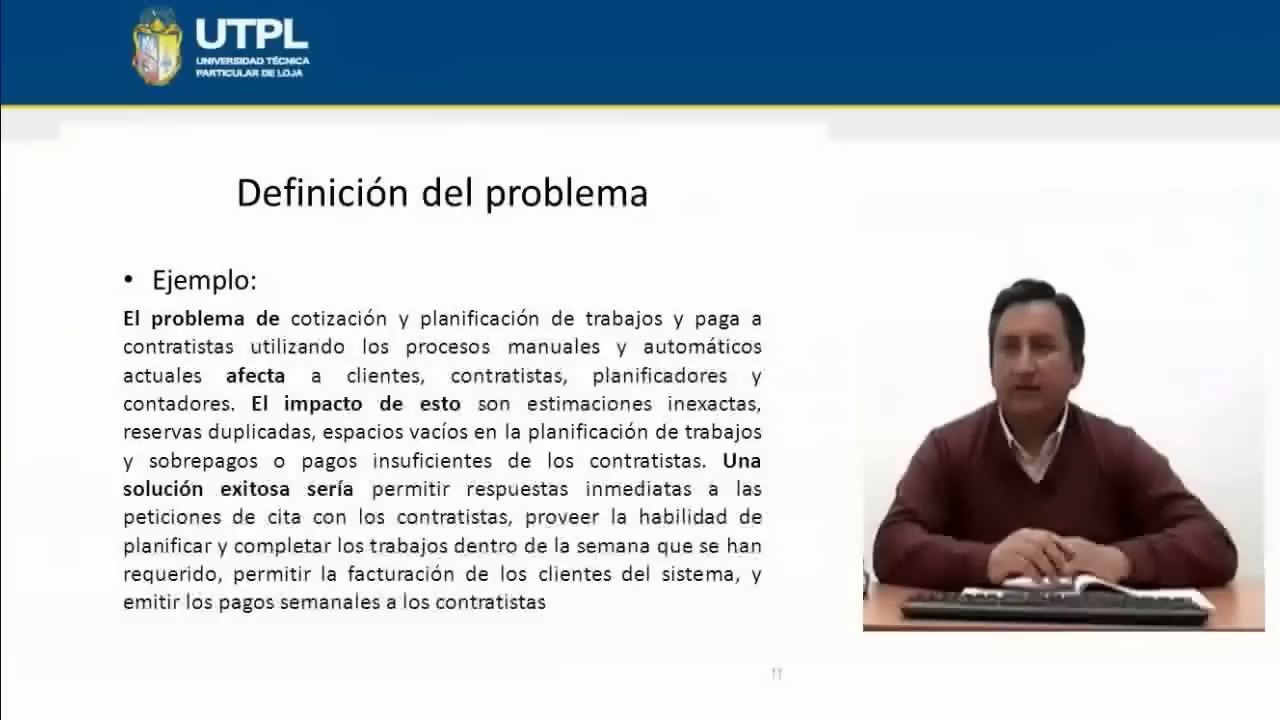 UTPL
UNIVERSIDAD TÉCNICA
PARTICULAR DE LOJA
Definición del problema
• Ejemplo:
El problema de cotización y planificación de trabajos y paga a
contratistas utilizando los procesos manuales y automáticos
actuales afecta a clientes, contratistas, planificadores y
contadores. El impacto de esto son estimaciones inexactas,
reservas duplicadas, espacios vacíos en la planificación de trabajos
y sobrepagos o pagos insuficientes de los contratistas. Una
solución exitosa sería permitir respuestas inmediatas a las
peticiones de cita con los contratistas, proveer la habilidad de
planificar y completar los trabajos dentro de la semana que se han
requerido, permitir la facturación de los clientes del sistema, y
emitir los pagos semanales a los contratistas
11